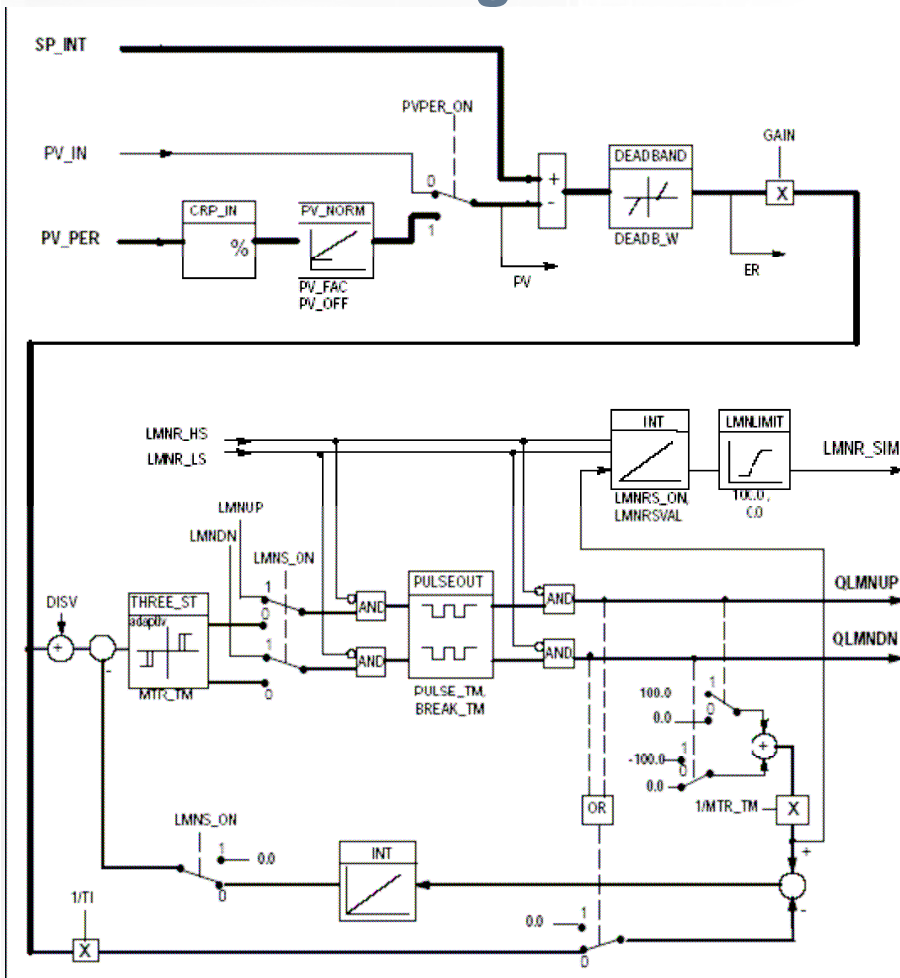 SP_INT
PVPER_ON
GAIN
PV_IN
DEADBAND
0
+
-
X
CRP_IN
PV_NORM
1
PV_PER
%
DEADB_W
PV_FAC
PV_OFF
PV
ER
LMNR_HS
LMNR_LS
INT
LMNLIMIT
LMNR_SIM
LMNRS_ON,
LMNRSVAL
100.0,
0.0
LMNUP
LMNDN
LMNS_ON
PULSEOUT
QLMNUP
1
AND
AND
DISV
THREE_ST
0
adaptiv
QLMNDN
+
-
1
AND
AND
MTR_TM
0
PULSE_TM,
BREAK_TM
100.0
1
0
0.0
+
-100.0
1
0
0.0
OR
1/MTR_TM
X
LMNS_ON
1
0.0
INT
+
0
1/TI
0.0
1
-
X
0